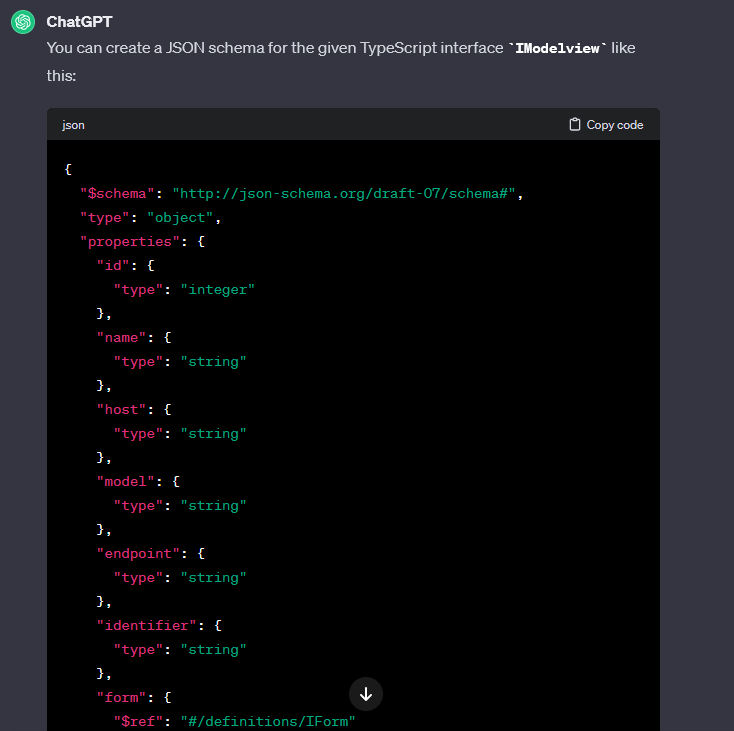 ChatGPT
You can create a JSON schema for the given TypeScript interface `IModelview` like
this:
json
Copy code
{
  "$schema": "http://json-schema.org/draft-07/schema#",
  "type": "object",
  "properties": {
    "id": {
      "type": "integer"
    },
    "name": {
      "type": "string"
    },
    "host": {
      "type": "string"
    },
    "model": {
      "type": "string"
    },
    "endpoint": {
      "type": "string"
    },
    "identifier": {
      "type": "string"
    },
    "form": {
      "$ref": "#/definitions/IForm"